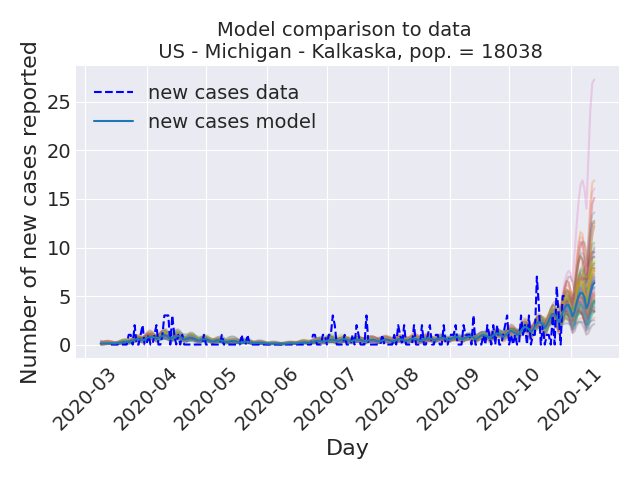 Model comparison to data
US - Michigan - Kalkaska, pop. = 18038
Number of new cases reported
25
20
15
10
5
0
new cases data
new cases model
2020-03
2020-04
2020-05
2020-06
2020-07
2020-08
2020-09
2020-10
2020-11
Day